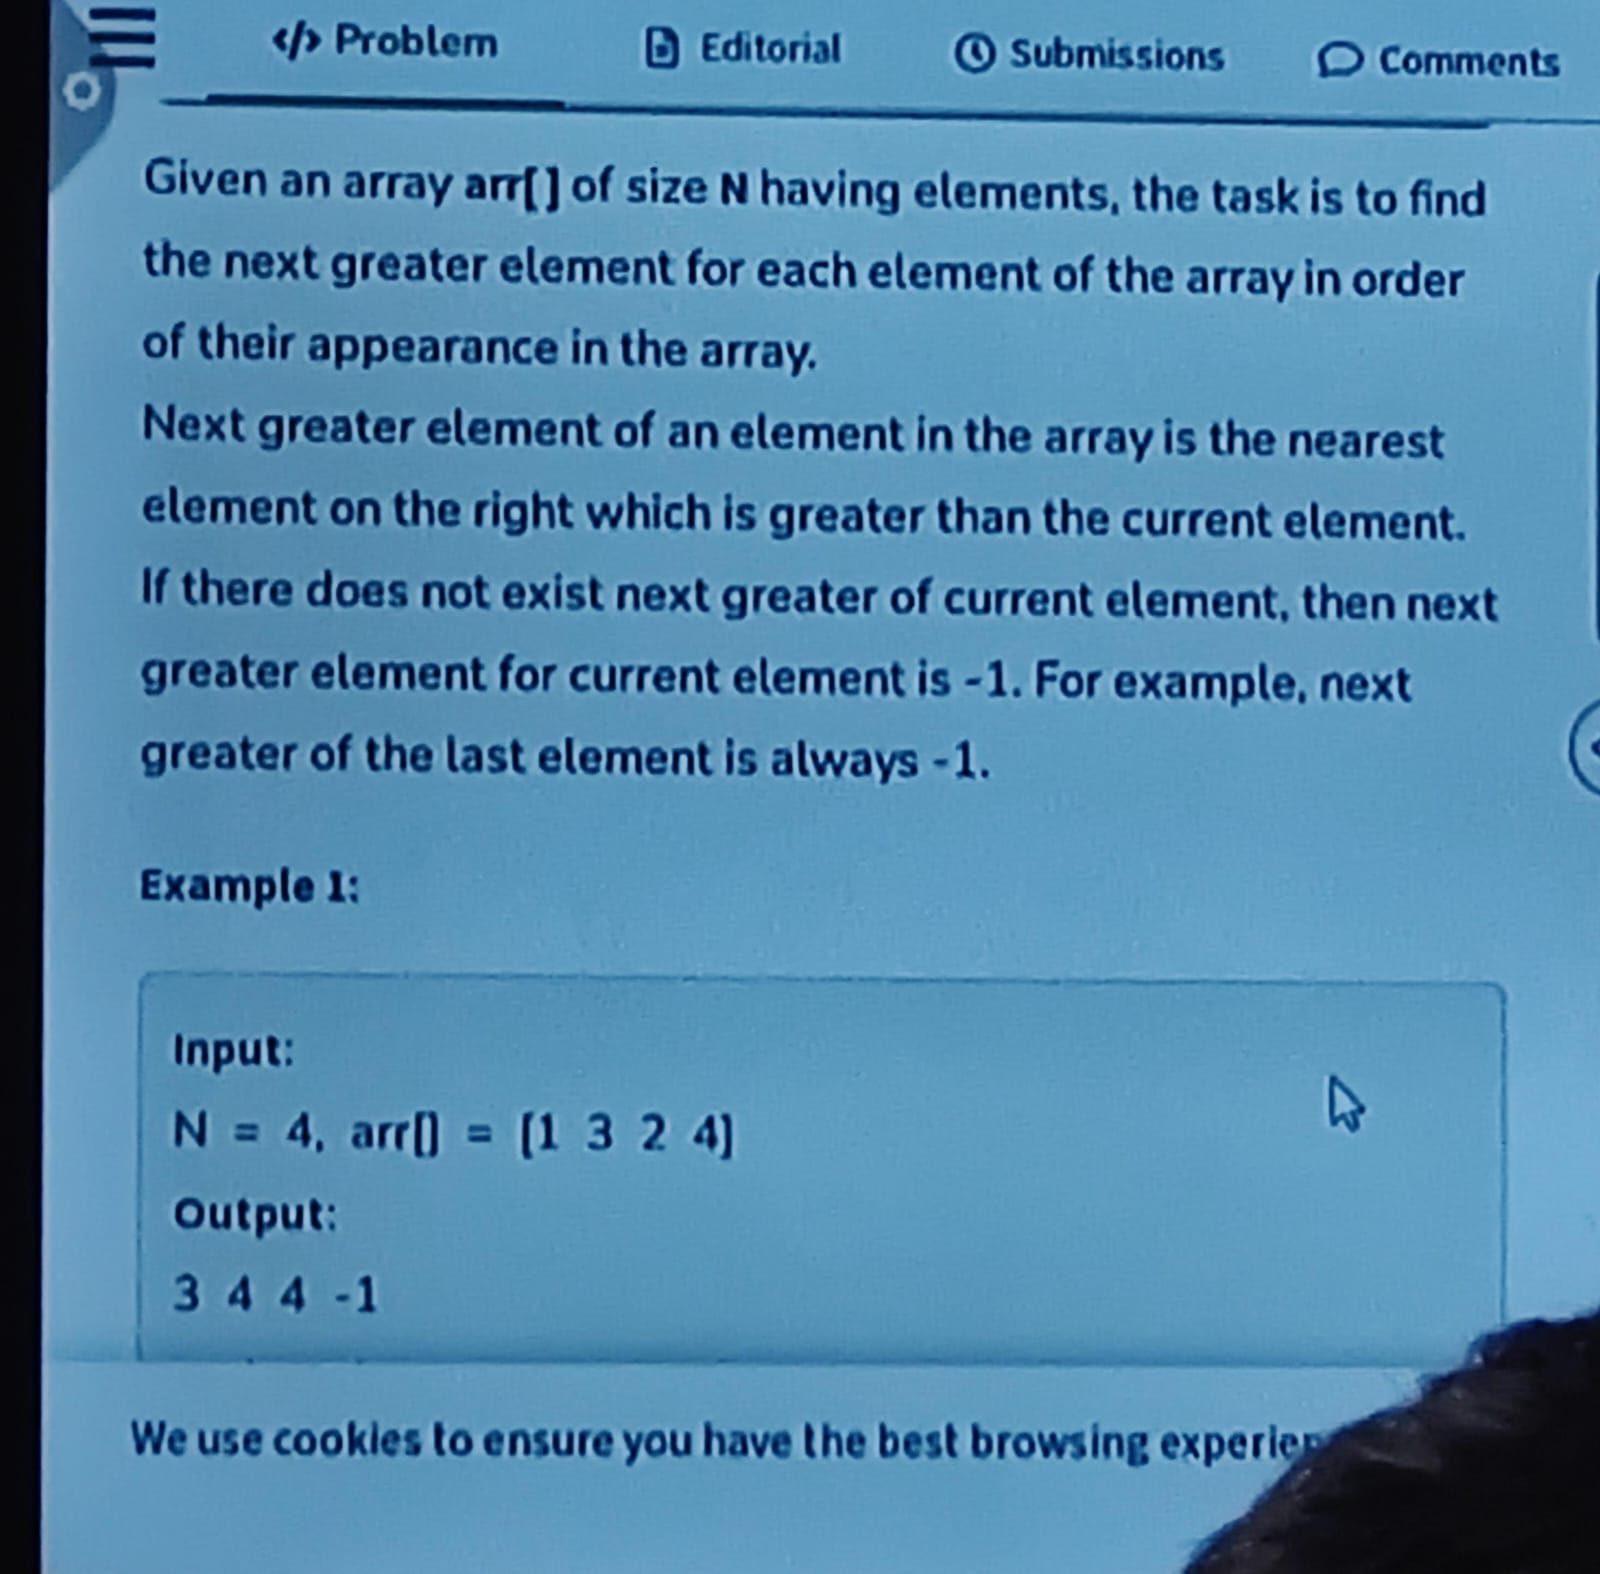 </> Problem
Editorial
Submissions
Comments
Given an array arr[ ] of size N having elements, the task is to find
the next greater element for each element of the array in order
of their appearance in the array.
Next greater element of an element in the array is the nearest
element on the right which is greater than the current element.
If there does not exist next greater of current element, then next
greater element for current element is -1. For example, next
greater of the last element is always -1.
Example 1:
Input:
N = 4, arr[] = [1 3 2 4]
Output:
3 4 4 -1
We use cookies to ensure you have the best browsing